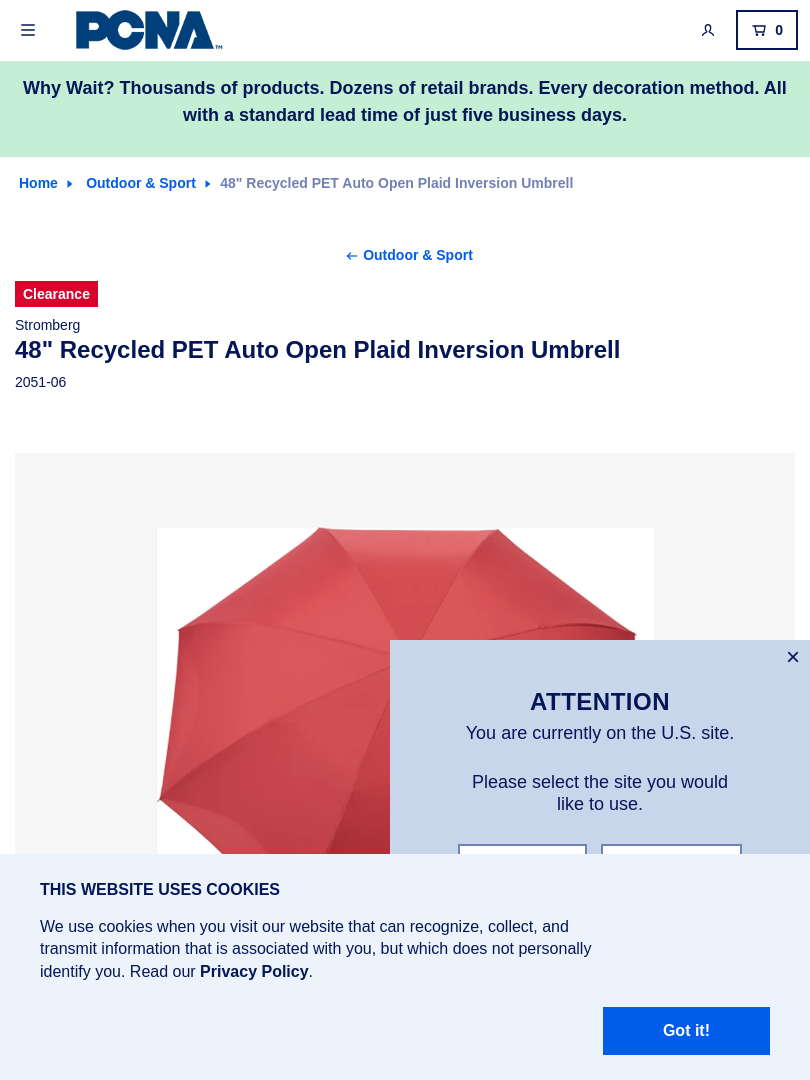 PCNA™
0
Why Wait? Thousands of products. Dozens of retail brands. Every decoration method. All
with a standard lead time of just five business days.
Home
Outdoor & Sport
48" Recycled PET Auto Open Plaid Inversion Umbrell
Outdoor & Sport
Clearance
Stromberg
48" Recycled PET Auto Open Plaid Inversion Umbrell
2051-06
ATTENTION
You are currently on the U.S. site.
Please select the site you would
like to use.
THIS WEBSITE USES COOKIES
We use cookies when you visit our website that can recognize, collect, and
transmit information that is associated with you, but which does not personally
identify you. Read our Privacy Policy.
Got it!